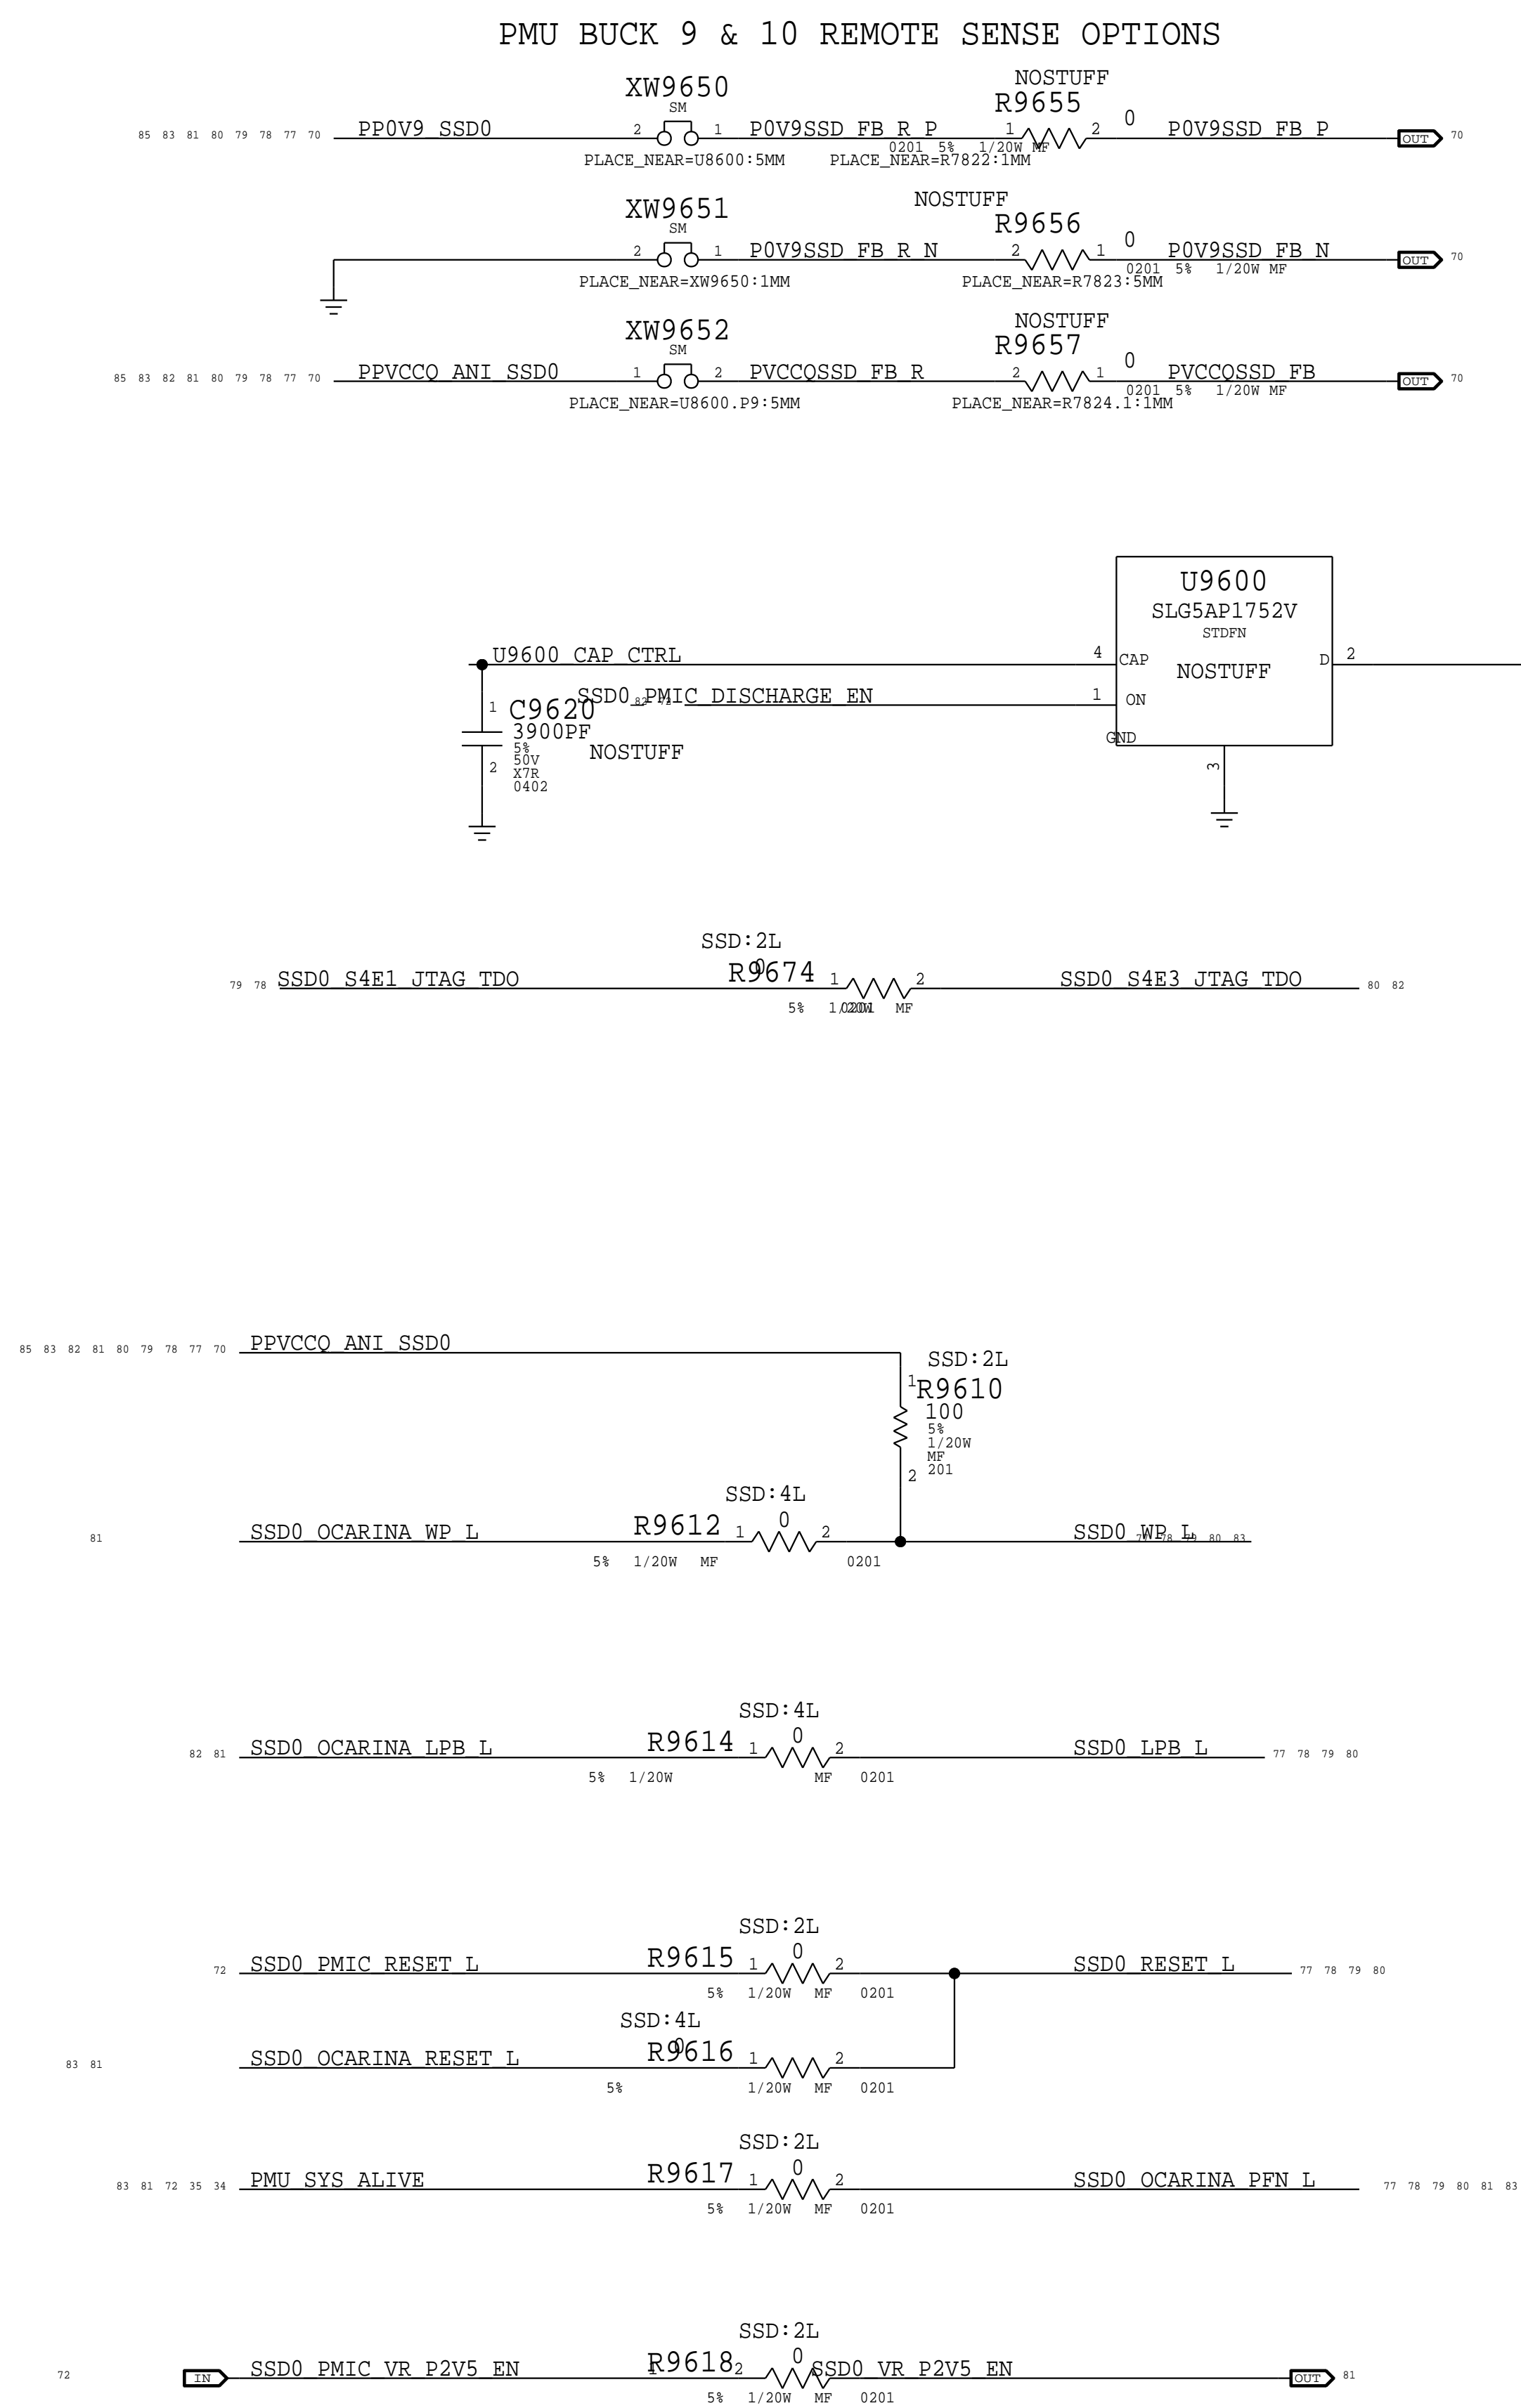 PMU BUCK 9 & 10 REMOTE SENSE OPTIONS
NOSTUFF
XW9650
R9655
SM
0
85 83 81 80 79 78 77 70 PP0V9_SSD0 2 1 P0V9SSD_FB_R_P 1 2 P0V9SSD_FB_P OUT 70
0201 5% 1/20W MF
PLACE_NEAR=U8600:5MM PLACE_NEAR=R7822:1MM
NOSTUFF
XW9651
R9656
SM
0
2 1 P0V9SSD_FB_R_N 2 1 P0V9SSD_FB_N OUT 70
0201 5% 1/20W MF
PLACE_NEAR=XW9650:1MM PLACE_NEAR=R7823:5MM
NOSTUFF
XW9652
R9657
SM
0
85 83 82 81 80 79 78 77 70 PPVCCQ_ANI_SSD0 1 2 PVCCQSSD_FB_R 2 1 PVCCQSSD_FB OUT 70
0201 5% 1/20W MF
PLACE_NEAR=U8600.P9:5MM PLACE_NEAR=R7824.1:1MM
U9600
SLG5AP1752V
STDFN
U9600_CAP_CTRL 4 CAP D 2
NOSTUFF
SSD0_PMIC_DISCHARGE_EN 1 ON
1 C9620
3900PF
GND
5%
NOSTUFF
50V
2 X7R
3
0402
SSD:2L
0
R9674
79 78 SSD0_S4E1_JTAG_TDO 1 2 SSD0_S4E3_JTAG_TDO 80 82
5% 1/20W 0201 MF
85 83 82 81 80 79 78 77 70 PPVCCQ_ANI_SSD0
SSD:2L
1 R9610
100
5%
1/20W
MF
201
2
SSD:4L
0
81 SSD0_OCARINA_WP_L R9612 1 2 SSD0_WP_L 77 78 79 80 83
5% 1/20W MF 0201
SSD:4L
0
82 81 SSD0_OCARINA_LPB_L R9614 1 2 SSD0_LPB_L 77 78 79 80
5% 1/20W MF 0201
SSD:2L
0
72 SSD0_PMIC_RESET_L R9615 1 2 SSD0_RESET_L 77 78 79 80
5% 1/20W MF 0201
SSD:4L
0
83 81 SSD0_OCARINA_RESET_L R9616 1 2
5% 1/20W MF 0201
SSD:2L
0
83 81 72 35 34 PMU_SYS_ALIVE R9617 1 2 SSD0_OCARINA_PFN_L 77 78 79 80 81 83
5% 1/20W MF 0201
SSD:2L
0
72 IN SSD0_PMIC_VR_P2V5_EN 1 R9618 2 SSD0_VR_P2V5_EN OUT 81
5% 1/20W MF 0201